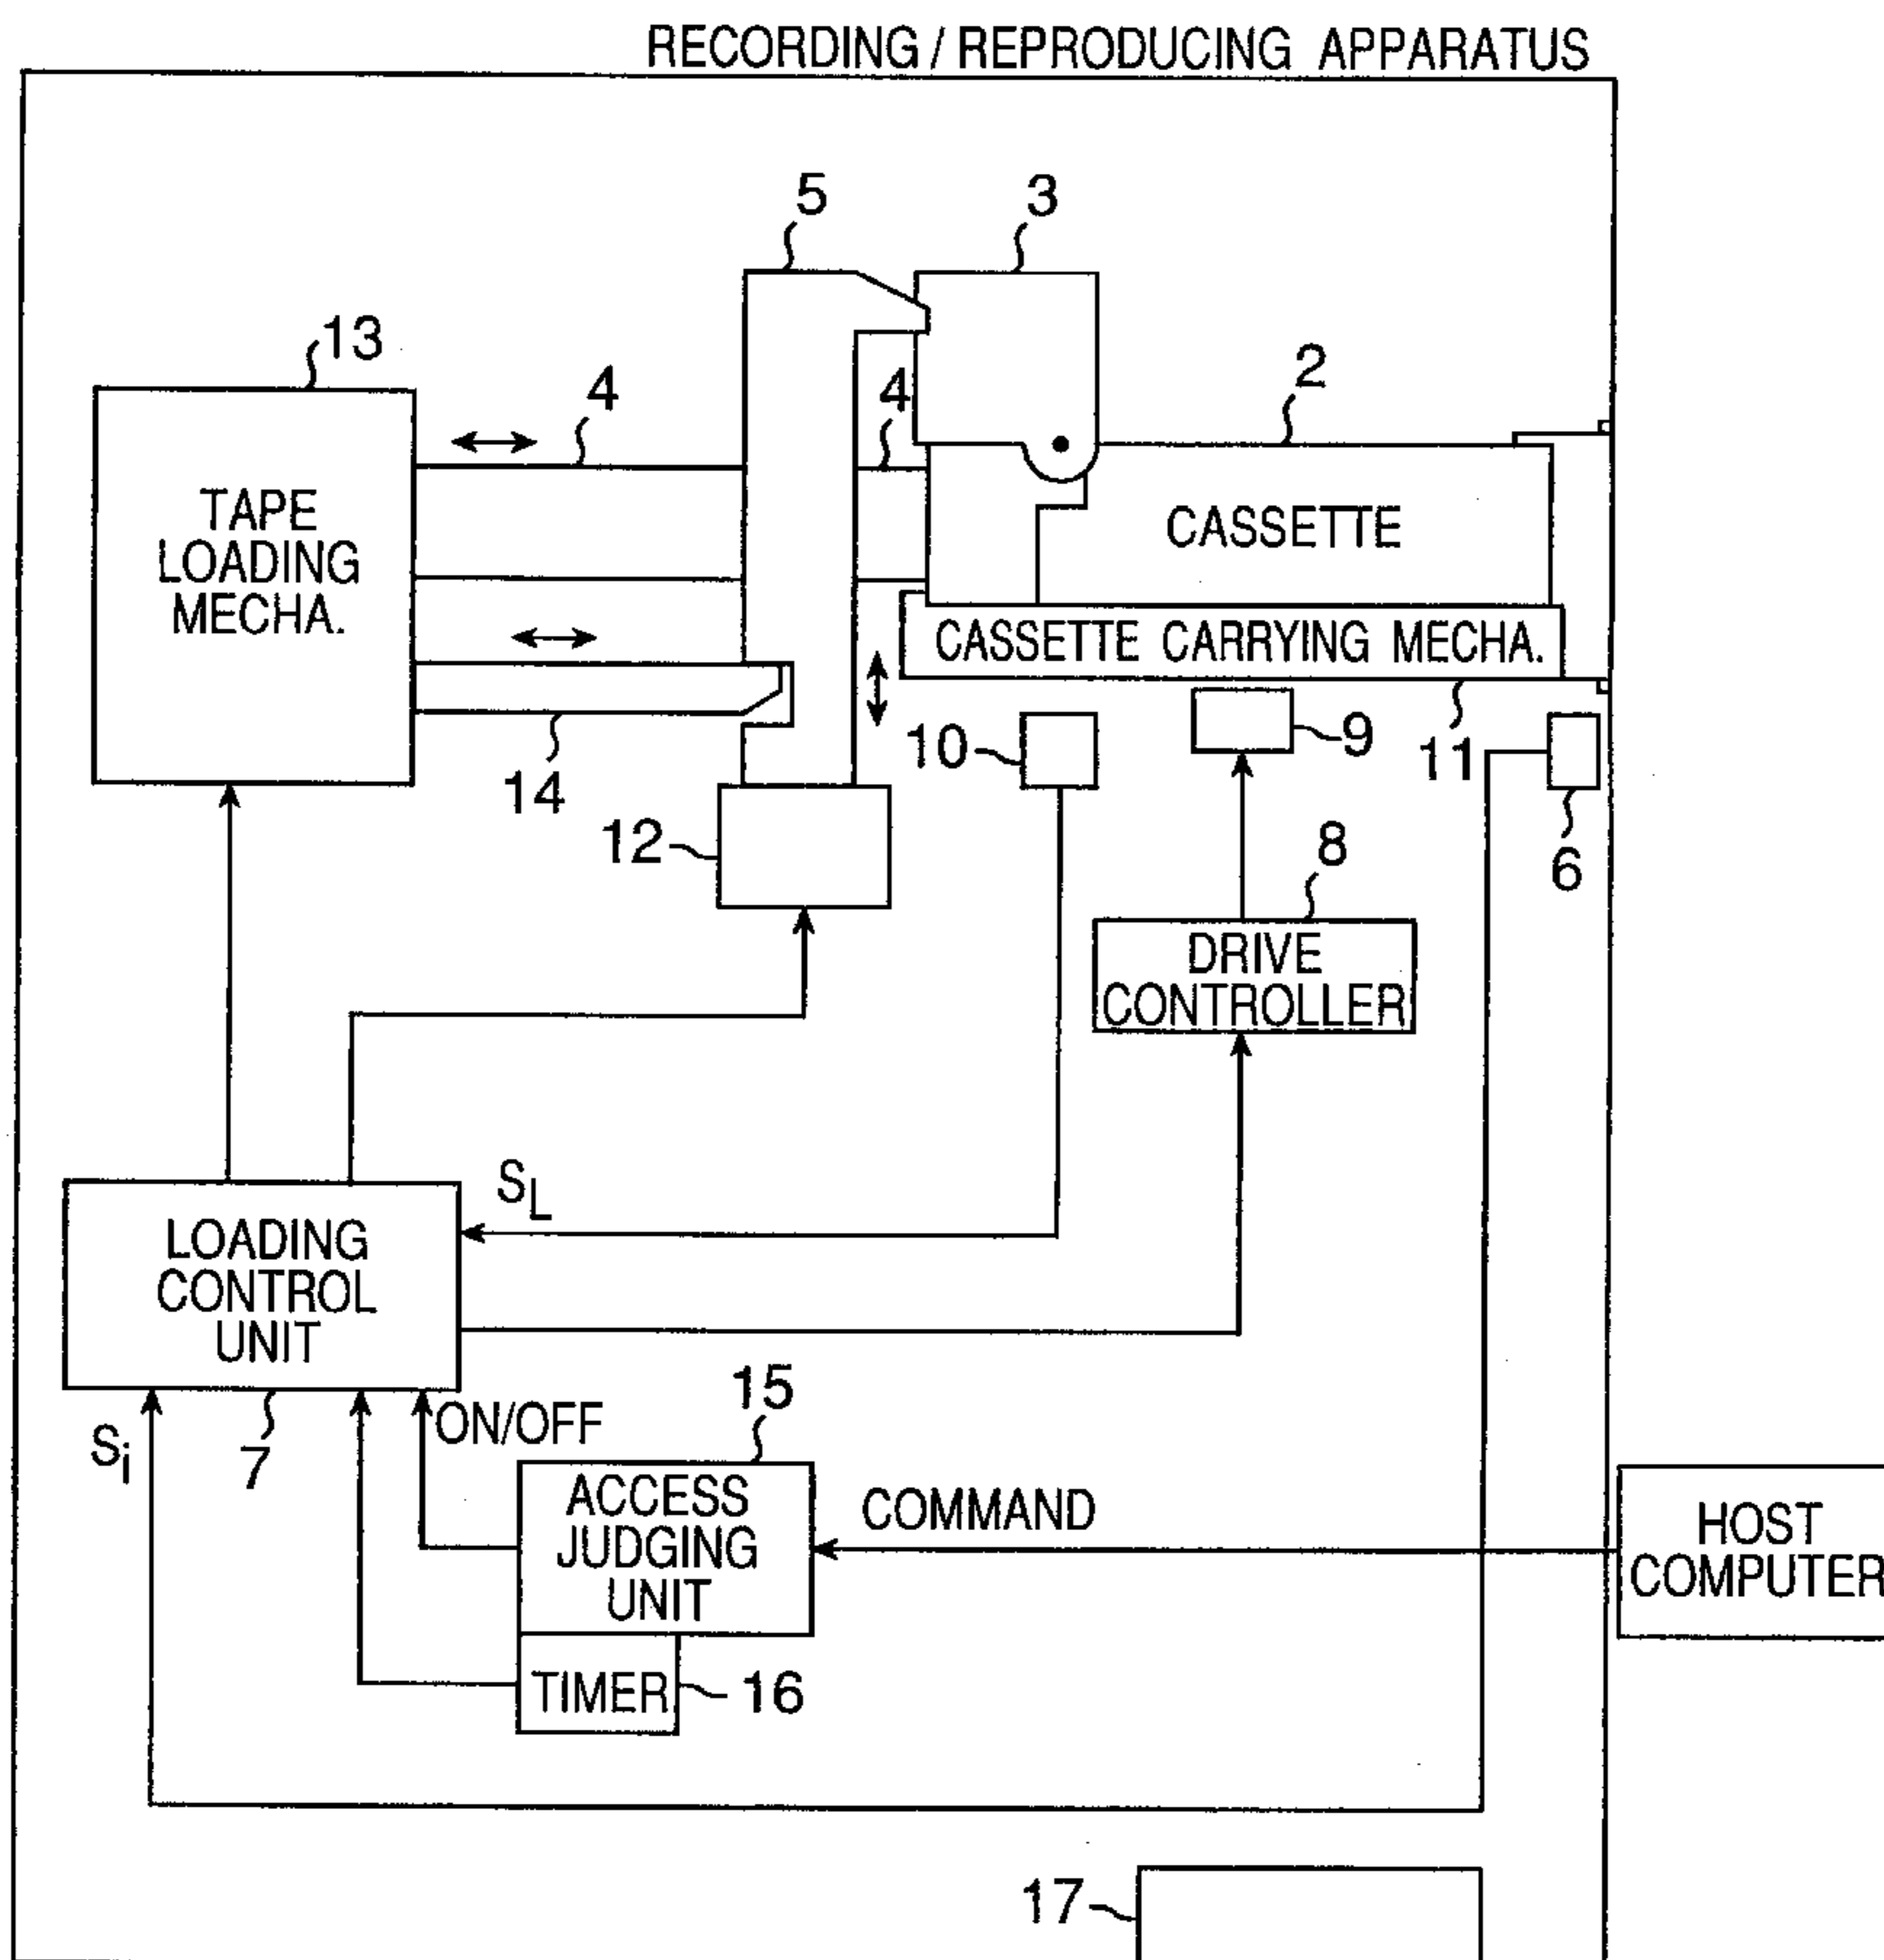 RECORDING / REPRODUCING APPARATUS
5
3
13
4
4
2
TAPE
LOADING
MECHA.
CASSETTE
CASSETTE CARRYING MECHA.
14
10
9
11
6
12
8
DRIVE
CONTROLLER
SL
LOADING
CONTROL
UNIT
Si
7
ON/OFF
15
ACCESS
JUDGING
UNIT
COMMAND
HOST
COMPUTER
TIMER
16
17